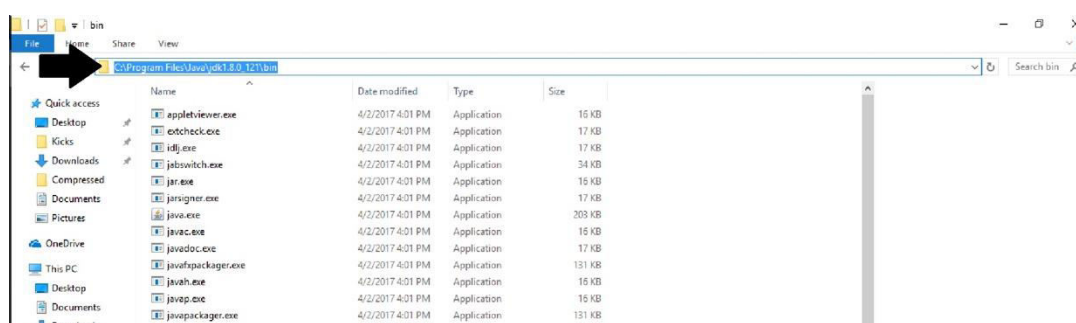 bin
File Home Share View
C:\Program Files\Java\jdk1.8.0_121\bin Search bin
Name Date modified Type Size
Quick access
Desktop
Kicks
Downloads
Compressed
Documents
Pictures
OneDrive
This PC
Desktop
Documents
appletviewer.exe 4/2/2017 4:01 PM Application 16 KB
extcheck.exe 4/2/2017 4:01 PM Application 17 KB
idlj.exe 4/2/2017 4:01 PM Application 17 KB
jabswitch.exe 4/2/2017 4:01 PM Application 34 KB
jar.exe 4/2/2017 4:01 PM Application 16 KB
jarsigner.exe 4/2/2017 4:01 PM Application 17 KB
java.exe 4/2/2017 4:01 PM Application 203 KB
javac.exe 4/2/2017 4:01 PM Application 16 KB
javadoc.exe 4/2/2017 4:01 PM Application 17 KB
javafxpackager.exe 4/2/2017 4:01 PM Application 131 KB
javah.exe 4/2/2017 4:01 PM Application 16 KB
javap.exe 4/2/2017 4:01 PM Application 16 KB
javapackager.exe 4/2/2017 4:01 PM Application 131 KB